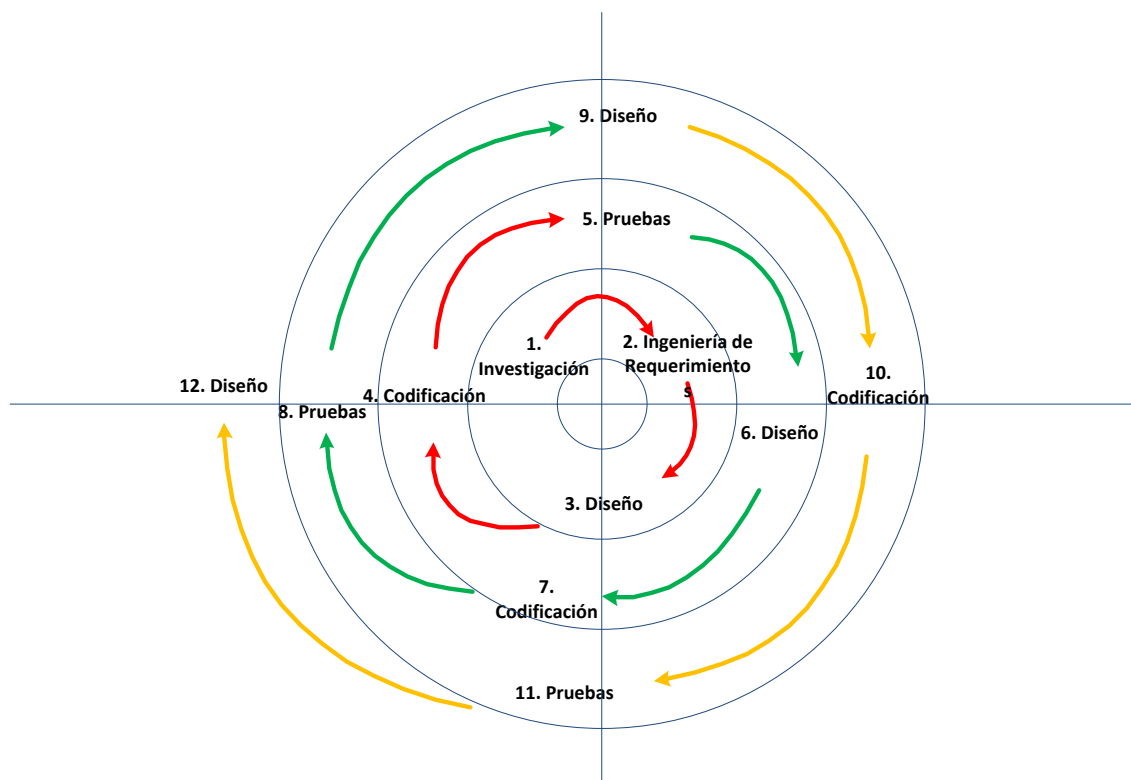 9. Diseño
5. Pruebas
1.
Investigación
2. Ingeniería de
Requerimiento
s
10.
Codificación
12. Diseño
8. Pruebas
4. Codificación
6. Diseño
3. Diseño
7.
Codificación
11. Pruebas